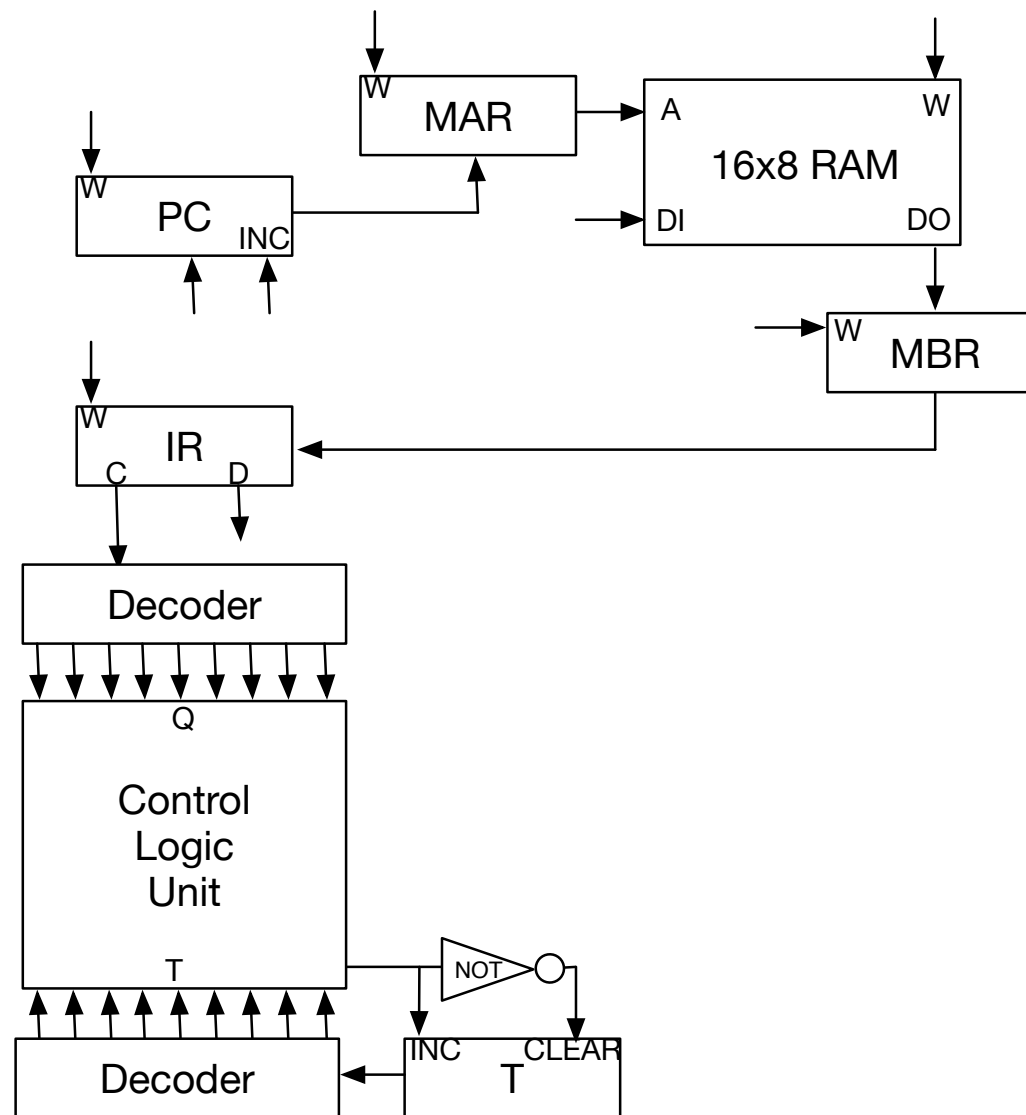 W
MAR
A
W
16x8 RAM
DI
DO
W
PC
INC
W
MBR
W
IR
C
D
Decoder
Q
Control
Logic
Unit
T
NOT
INC
CLEAR
T
Decoder